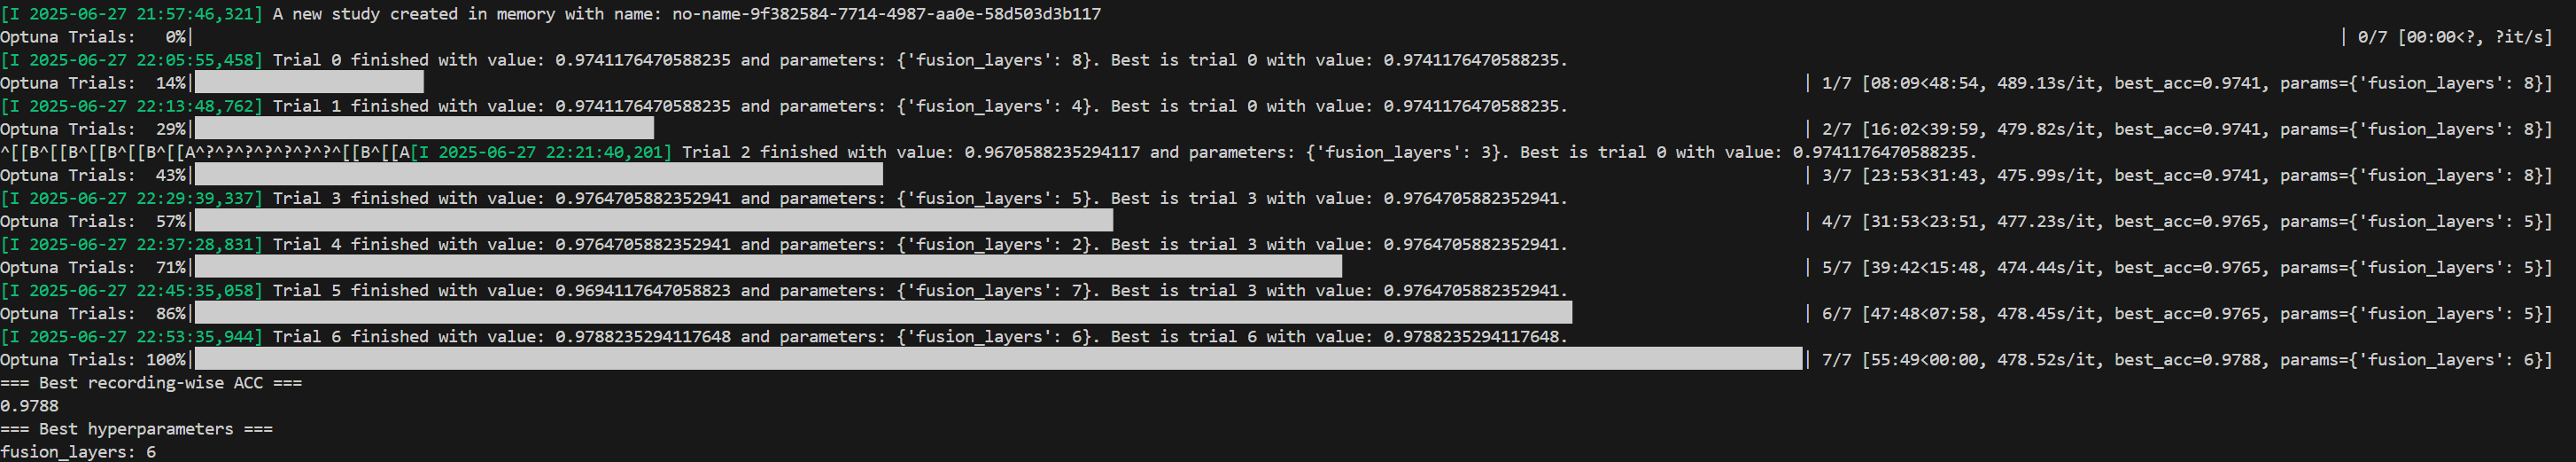 [I 2025-06-27 21:57:46,321] A new study created in memory with name: no-name-9f382584-7714-4987-aa0e-58d503d3b117
Optuna Trials:   0%| | 0/7 [00:00<?, ?it/s]
[I 2025-06-27 22:05:55,458] Trial 0 finished with value: 0.9741176470588235 and parameters: {'fusion_layers': 8}. Best is trial 0 with value: 0.9741176470588235.
Optuna Trials:  14%| | 1/7 [08:09<48:54, 489.13s/it, best_acc=0.9741, params={'fusion_layers': 8}]
[I 2025-06-27 22:13:48,762] Trial 1 finished with value: 0.9741176470588235 and parameters: {'fusion_layers': 4}. Best is trial 0 with value: 0.9741176470588235.
Optuna Trials:  29%| | 2/7 [16:02<39:59, 479.82s/it, best_acc=0.9741, params={'fusion_layers': 8}]
^[[B^[[B^[[B^[[B^[[A^?^?^?^?^?^?^?^[[B^[[A[I 2025-06-27 22:21:40,201] Trial 2 finished with value: 0.9670588235294117 and parameters: {'fusion_layers': 3}. Best is trial 0 with value: 0.9741176470588235.
Optuna Trials:  43%| | 3/7 [23:53<31:43, 475.99s/it, best_acc=0.9741, params={'fusion_layers': 8}]
[I 2025-06-27 22:29:39,337] Trial 3 finished with value: 0.9764705882352941 and parameters: {'fusion_layers': 5}. Best is trial 3 with value: 0.9764705882352941.
Optuna Trials:  57%| | 4/7 [31:53<23:51, 477.23s/it, best_acc=0.9765, params={'fusion_layers': 5}]
[I 2025-06-27 22:37:28,831] Trial 4 finished with value: 0.9764705882352941 and parameters: {'fusion_layers': 2}. Best is trial 3 with value: 0.9764705882352941.
Optuna Trials:  71%| | 5/7 [39:42<15:48, 474.44s/it, best_acc=0.9765, params={'fusion_layers': 5}]
[I 2025-06-27 22:45:35,058] Trial 5 finished with value: 0.9694117647058823 and parameters: {'fusion_layers': 7}. Best is trial 3 with value: 0.9764705882352941.
Optuna Trials:  86%| | 6/7 [47:48<07:58, 478.45s/it, best_acc=0.9765, params={'fusion_layers': 5}]
[I 2025-06-27 22:53:35,944] Trial 6 finished with value: 0.9788235294117648 and parameters: {'fusion_layers': 6}. Best is trial 6 with value: 0.9788235294117648.
Optuna Trials: 100%| | 7/7 [55:49<00:00, 478.52s/it, best_acc=0.9788, params={'fusion_layers': 6}]
=== Best recording-wise ACC ===
0.9788
=== Best hyperparameters ===
fusion_layers: 6